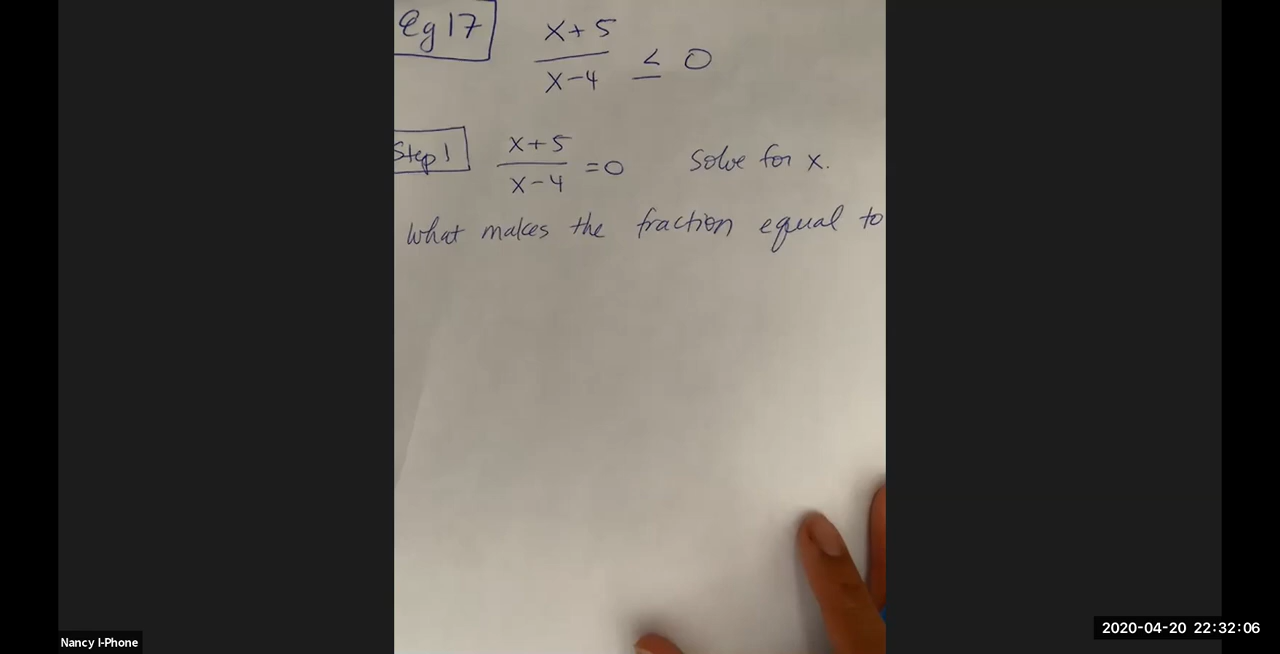 Eg 17
x+5
x-4
≤ 0
Step 1
x+5
x-4
=0
Solve for x.
What makes the fraction equal to
Nancy I-Phone
2020-04-20 22:32:06